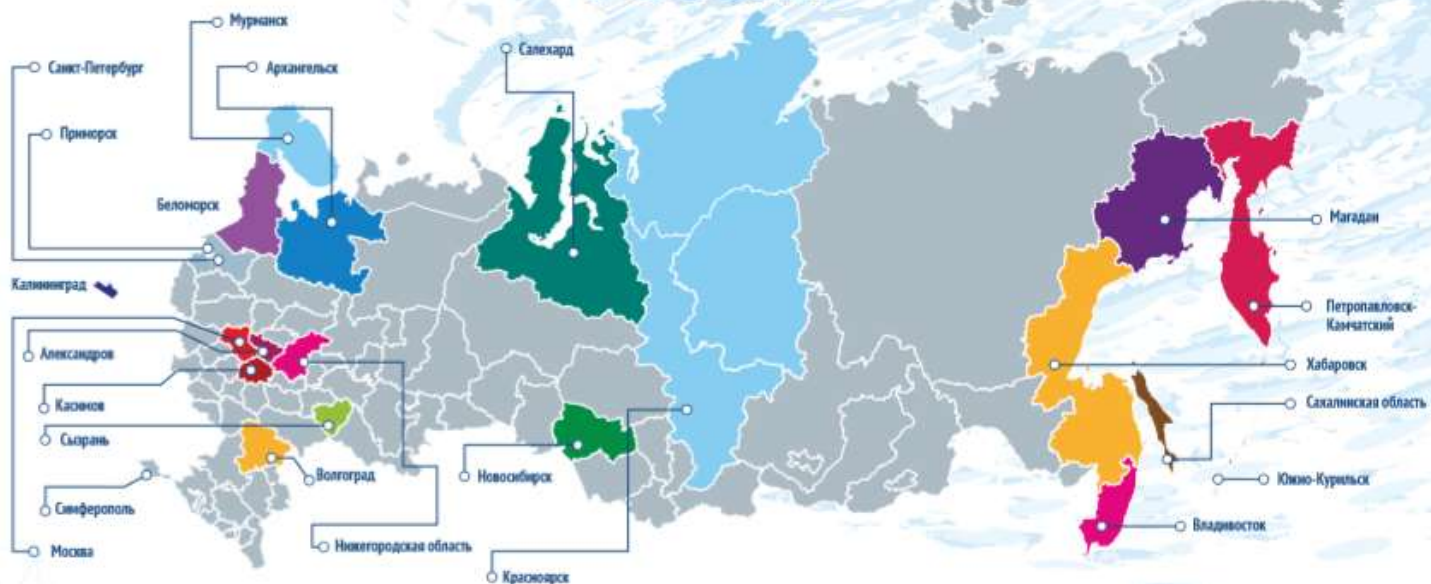 Мурманск
Салехард
Санкт-Петербург
Архангельск
Приморск
Беломорск
Магадан
Калининград
Петропавловск-
Камчатский
Александров
Хабаровск
Касимов
Сахалинская область
Сызрань
Волгоград
Новосибирск
Южно-Курильск
Симферополь
Владивосток
Москва
Нижегородская область
Красноярск